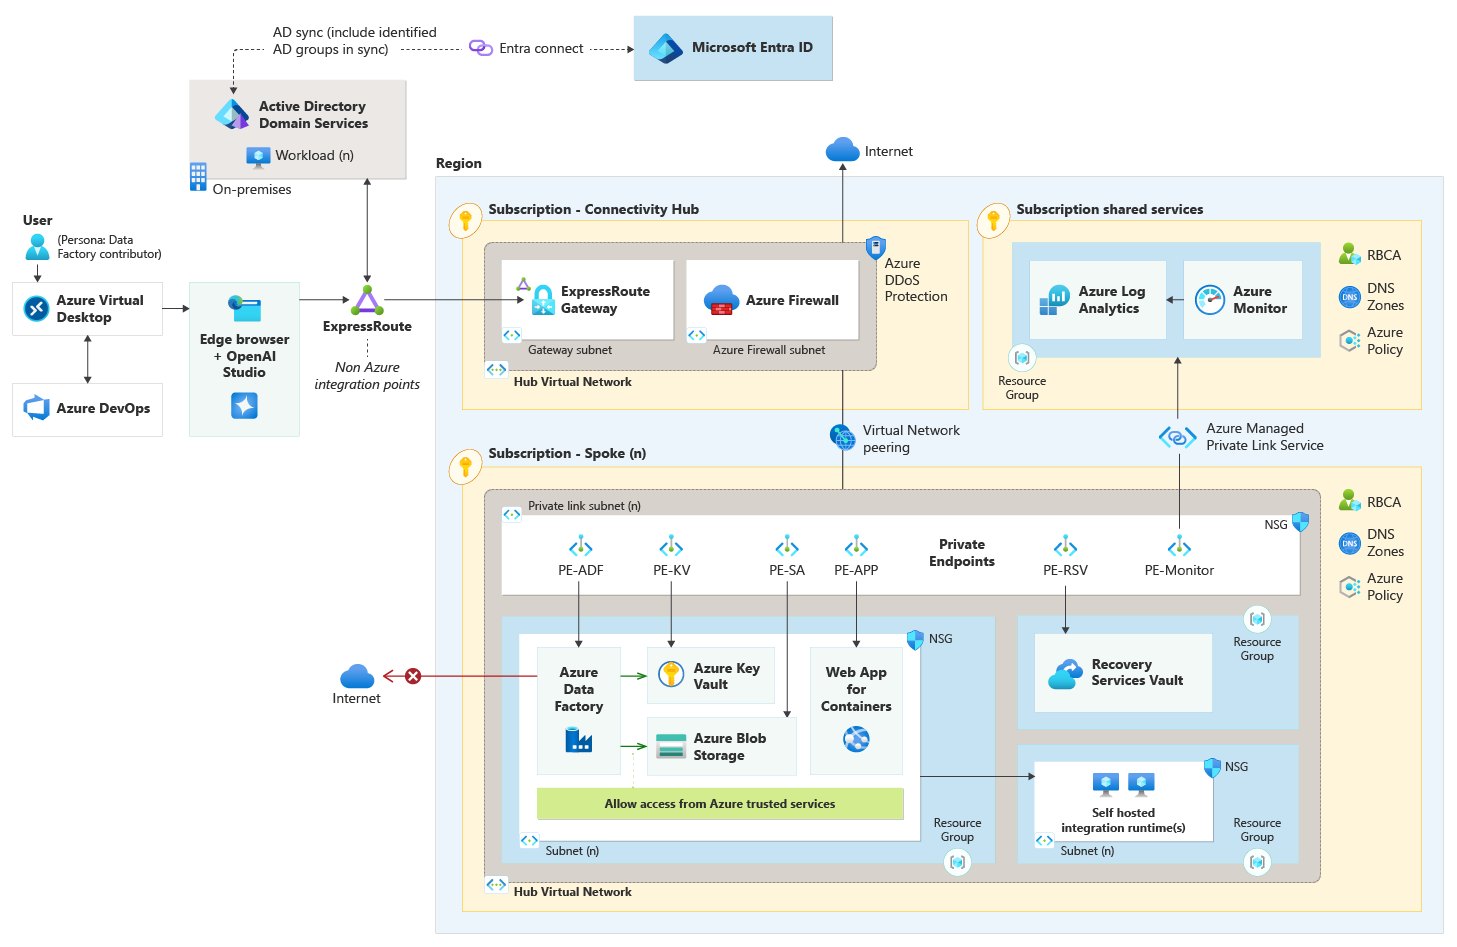 AD sync (include identified
AD groups in sync)
Entra connect
Microsoft Entra ID
Active Directory
Domain Services
Workload (n)
On-premises
User
(Persona: Data
Factory contributor)
Azure Virtual
Desktop
Azure DevOps
Edge browser
+ OpenAI
Studio
ExpressRoute
Non Azure
integration points
Region
Internet
Subscription - Connectivity Hub
ExpressRoute
Gateway
Gateway subnet
Azure Firewall
Azure Firewall subnet
Hub Virtual Network
Azure
DDoS
Protection
Subscription shared services
Azure Log
Analytics
Azure
Monitor
Resource
Group
RBCA
DNS
DNS
Zones
Azure
Policy
Virtual Network
peering
Azure Managed
Private Link Service
Subscription - Spoke (n)
Private link subnet (n)
NSG
PE-ADF
PE-KV
PE-SA
PE-APP
Private
Endpoints
PE-RSV
PE-Monitor
RBCA
DNS
DNS
Zones
Azure
Policy
Internet
NSG
Azure
Data
Factory
Azure Key
Vault
Azure Blob
Storage
Web App
for
Containers
Allow access from Azure trusted services
Subnet (n)
Resource
Group
Resource
Group
Recovery
Services Vault
NSG
Self hosted
integration runtime(s)
Subnet (n)
Resource
Group
Hub Virtual Network